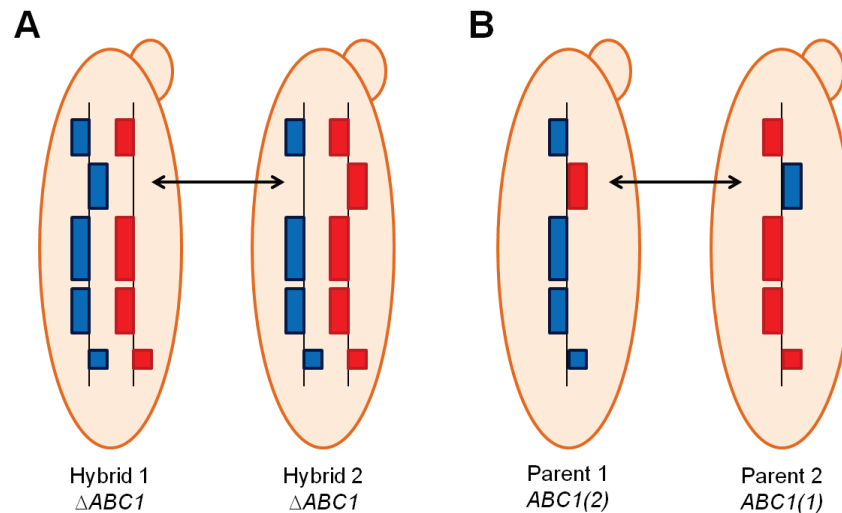 A
B
Hybrid 1
ΔABC1
Hybrid 2
ΔABC1
Parent 1
ABC1(2)
Parent 2
ABC1(1)